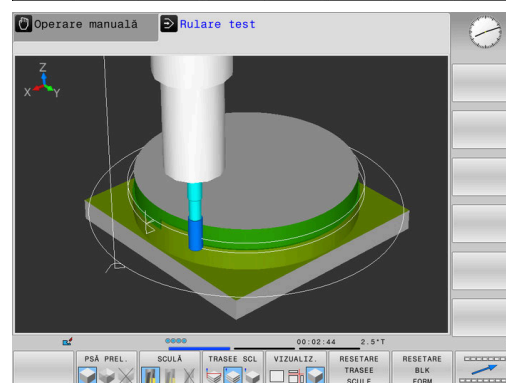 Operare manuală
Rulare test
Z
X
Y
00:02:44 2.5*T
PSĂ PREL.
SCULĂ
TRASEE SCL
VIZUALIZ.
RESETARE
TRASEE
SCULE
RESETARE
BLK
FORM